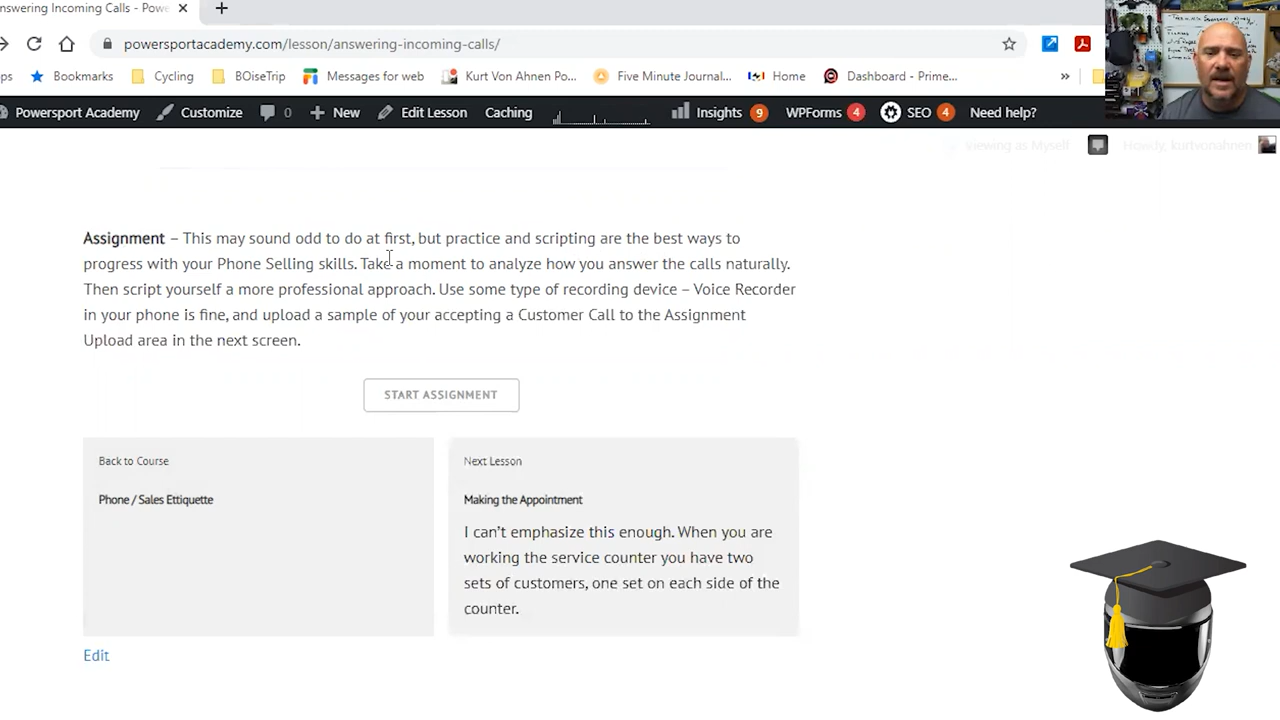 nswering Incoming Calls - Pow
powersportacademy.com/lesson/answering-incoming-calls/
ps Bookmarks Cycling BOiseTrip Messages for web Kurt Von Ahnen Po... Five Minute Journal... Home Dashboard - Prime... »
Powersport Academy Customize 0 New Edit Lesson Caching Insights 9 WPForms 4 SEO 4 Need help?
Viewing as Myself Howdy, kurtvonahnen
Assignment – This may sound odd to do at first, but practice and scripting are the best ways to
progress with your Phone Selling skills. Take a moment to analyze how you answer the calls naturally.
Then script yourself a more professional approach. Use some type of recording device – Voice Recorder
in your phone is fine, and upload a sample of your accepting a Customer Call to the Assignment
Upload area in the next screen.
START ASSIGNMENT
Back to Course
Phone / Sales Ettiquette
Next Lesson
Making the Appointment
I can't emphasize this enough. When you are
working the service counter you have two
sets of customers, one set on each side of the
counter.
Edit